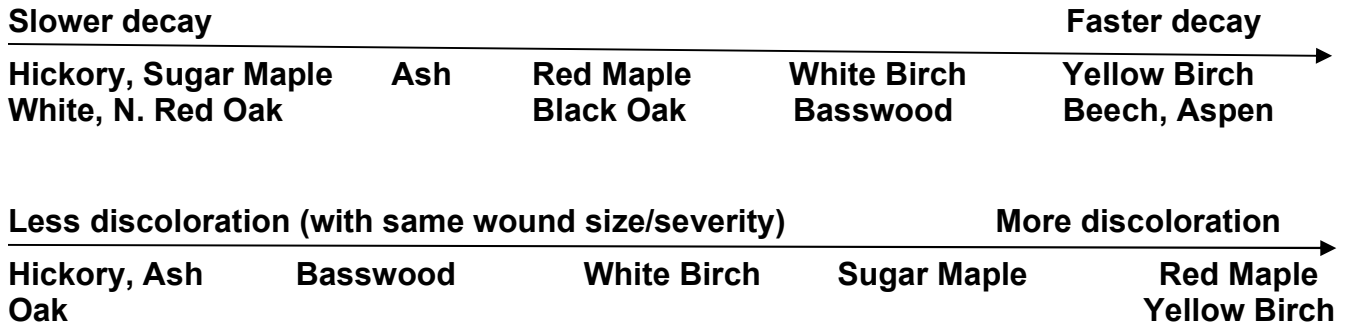 Slower decay Faster decay
Hickory, Sugar Maple Ash Red Maple White Birch Yellow Birch
White, N. Red Oak Black Oak Basswood Beech, Aspen
Less discoloration (with same wound size/severity) More discoloration
Hickory, Ash Basswood White Birch Sugar Maple Red Maple
Oak Yellow Birch